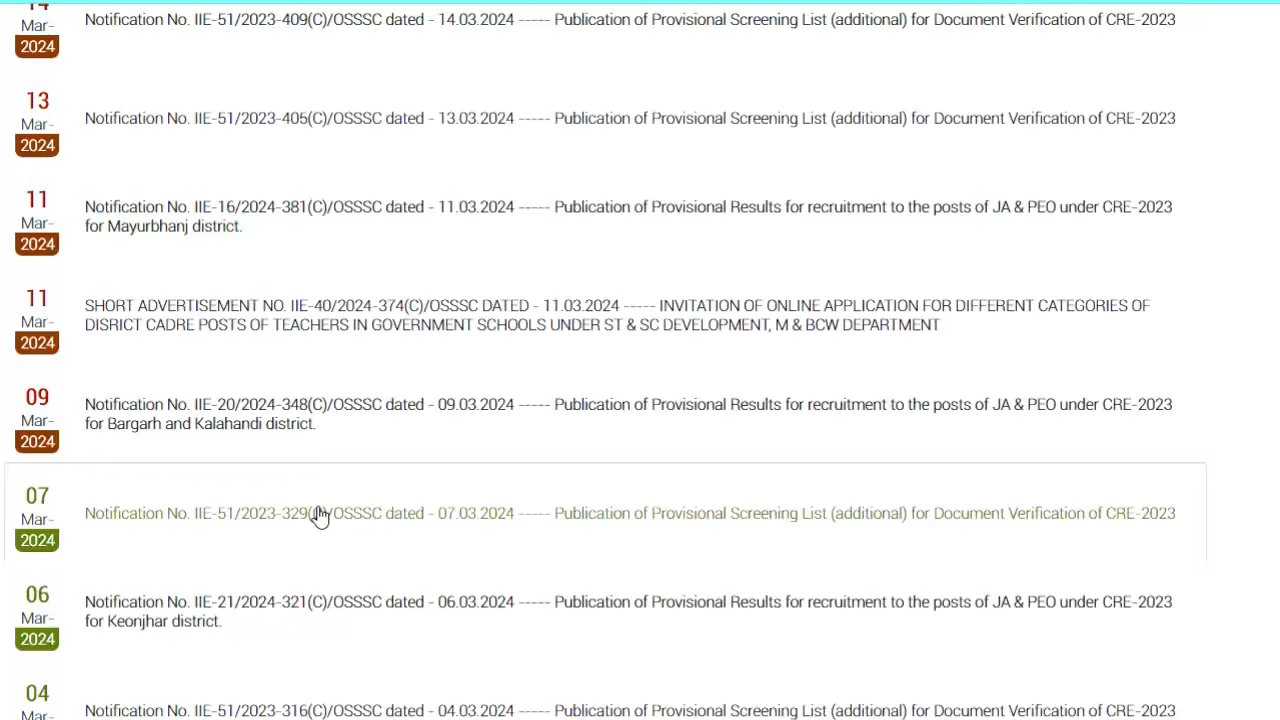 14
Mar-
2024
Notification No. IIE-51/2023-409(C)/OSSSC dated - 14.03.2024 ----- Publication of Provisional Screening List (additional) for Document Verification of CRE-2023
13
Mar-
2024
Notification No. IIE-51/2023-405(C)/OSSSC dated - 13.03.2024 ----- Publication of Provisional Screening List (additional) for Document Verification of CRE-2023
11
Mar-
2024
Notification No. IIE-16/2024-381(C)/OSSSC dated - 11.03.2024 ----- Publication of Provisional Results for recruitment to the posts of JA & PEO under CRE-2023
for Mayurbhanj district.
11
Mar-
2024
SHORT ADVERTISEMENT NO. IIE-40/2024-374(C)/OSSSC DATED - 11.03.2024 ----- INVITATION OF ONLINE APPLICATION FOR DIFFERENT CATEGORIES OF
DISRICT CADRE POSTS OF TEACHERS IN GOVERNMENT SCHOOLS UNDER ST & SC DEVELOPMENT, M & BCW DEPARTMENT
09
Mar-
2024
Notification No. IIE-20/2024-348(C)/OSSSC dated - 09.03.2024 ----- Publication of Provisional Results for recruitment to the posts of JA & PEO under CRE-2023
for Bargarh and Kalahandi district.
07
Mar-
2024
Notification No. IIE-51/2023-329(C)/OSSSC dated - 07.03.2024 ----- Publication of Provisional Screening List (additional) for Document Verification of CRE-2023
06
Mar-
2024
Notification No. IIE-21/2024-321(C)/OSSSC dated - 06.03.2024 ----- Publication of Provisional Results for recruitment to the posts of JA & PEO under CRE-2023
for Keonjhar district.
04
Mar-
Notification No. IIE-51/2023-316(C)/OSSSC dated - 04.03.2024 ----- Publication of Provisional Screening List (additional) for Document Verification of CRE-2023